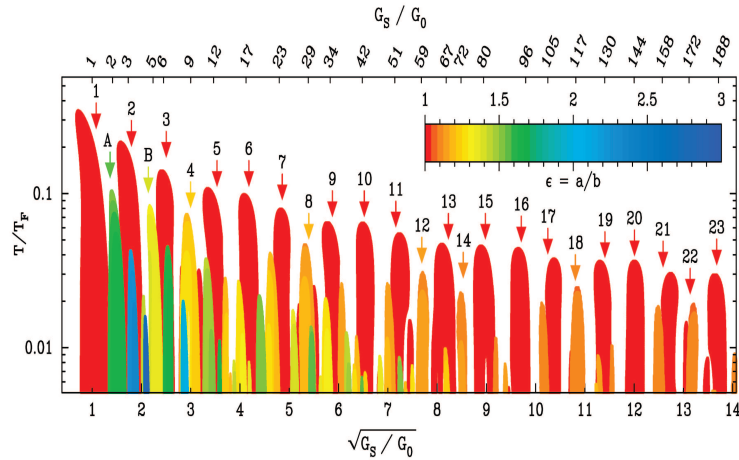 G_S / G_0
1 2 3 5 6 9 12 17 23 29 34 42 51 59 67 72 80 96 105 117 130 144 158 172 188
1 A 2 B 3 4 5 6 7 8 9 10 11 12 13 14 15 16 17 18 19 20 21 22 23
1 1.5 2 2.5 3
ϵ = a/b
T/T_F
0.1
0.01
1 2 3 4 5 6 7 8 9 10 11 12 13 14
√G_S / G_0